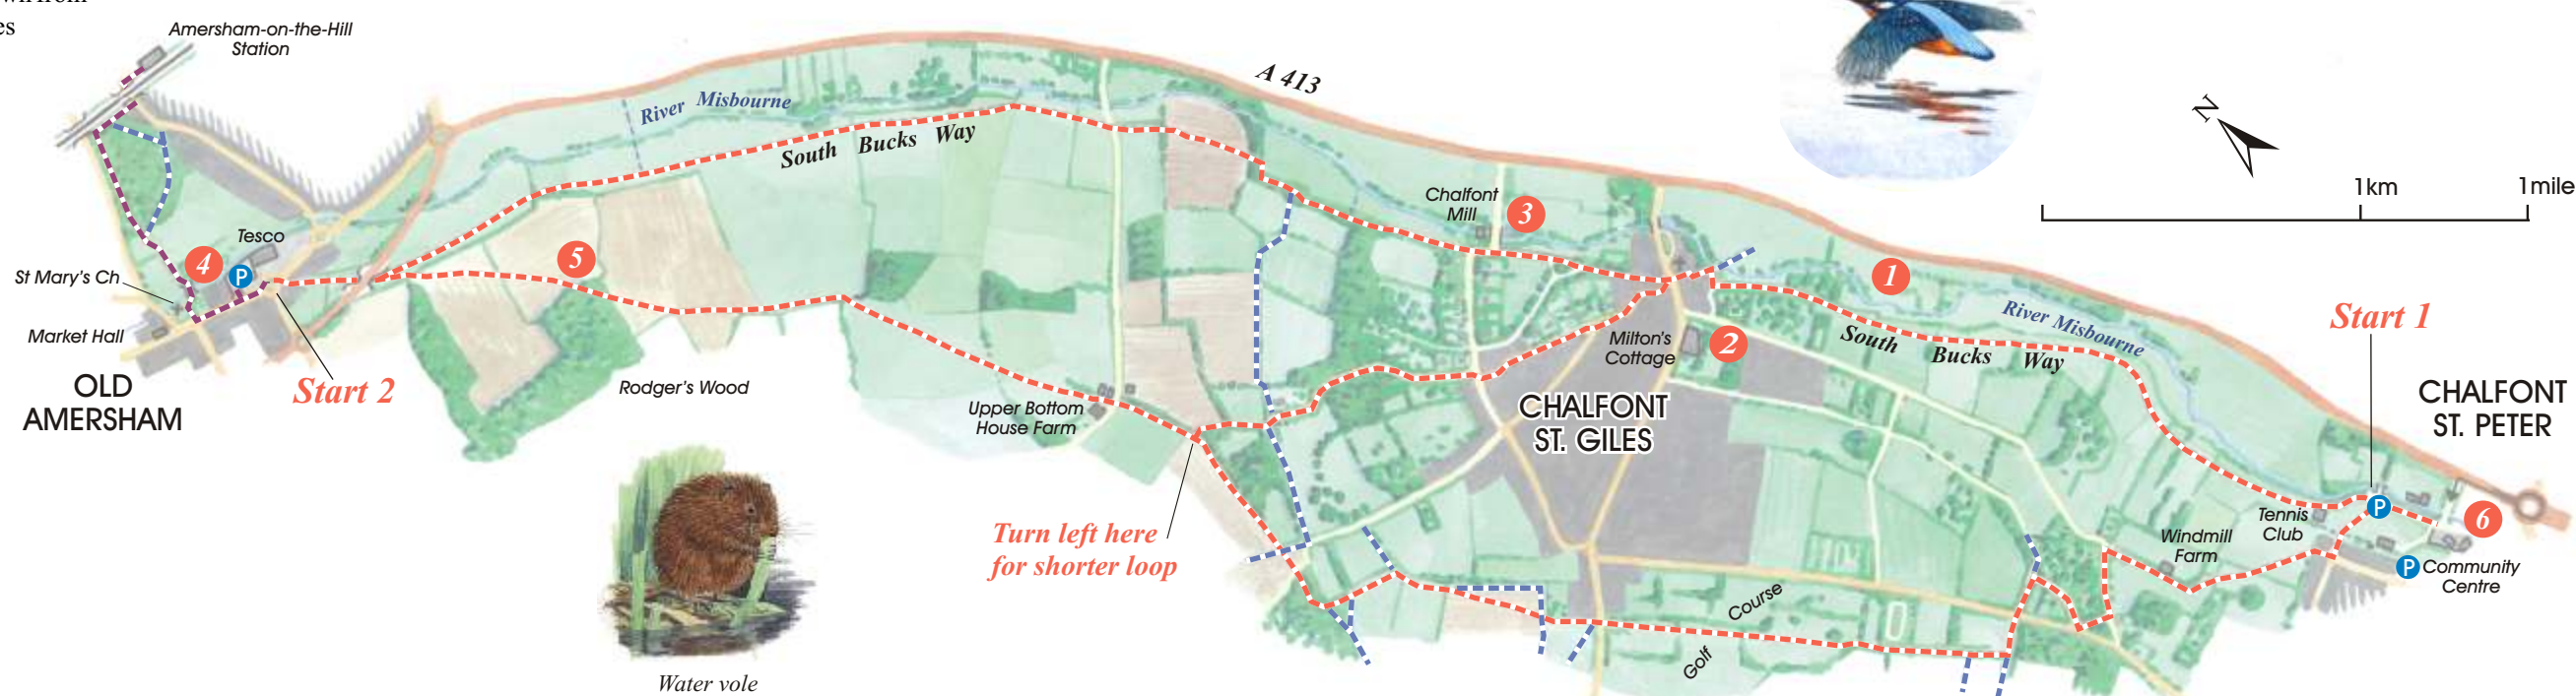 es
Amersham-on-the-Hill
Station
A 413
N
River Misbourne
1km
1mile
South Bucks Way
Chalfont
Mill
3
Tesco
4
P
5
1
St Mary's Ch
River Misbourne
Start 1
Market Hall
Milton's
Cottage
2
South Bucks Way
OLD
AMERSHAM
Start 2
Rodger's Wood
Upper Bottom
House Farm
CHALFONT
ST. GILES
CHALFONT
ST. PETER
P
Tennis
Club
6
Turn left here
for shorter loop
Windmill
Farm
P
Community
Centre
Course
Golf
Water vole